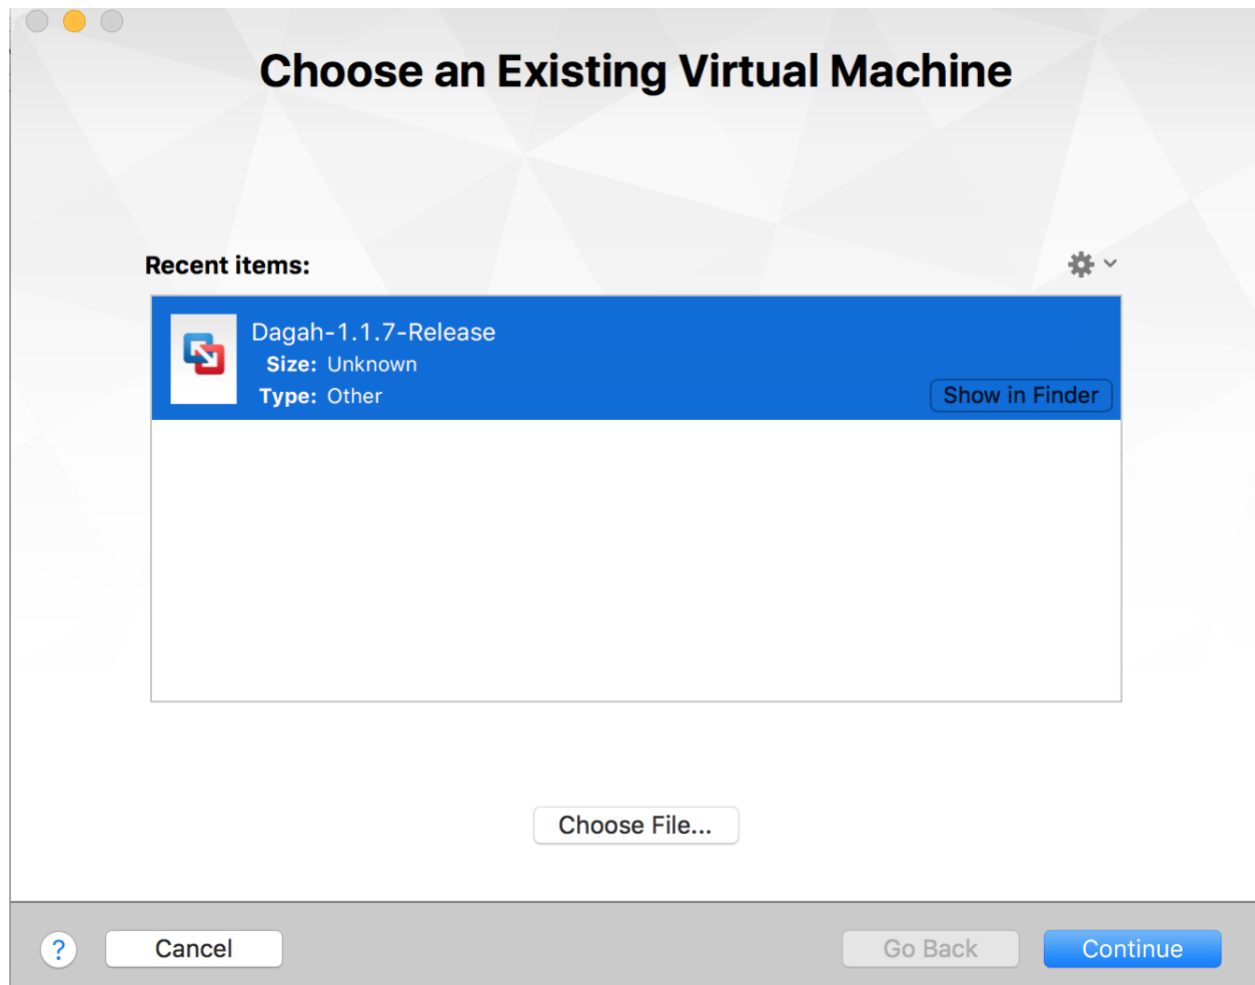 Choose an Existing Virtual Machine
Recent items:
Dagah-1.1.7-Release
Size: Unknown
Type: Other
Show in Finder
Choose File...
?
Cancel
Go Back
Continue